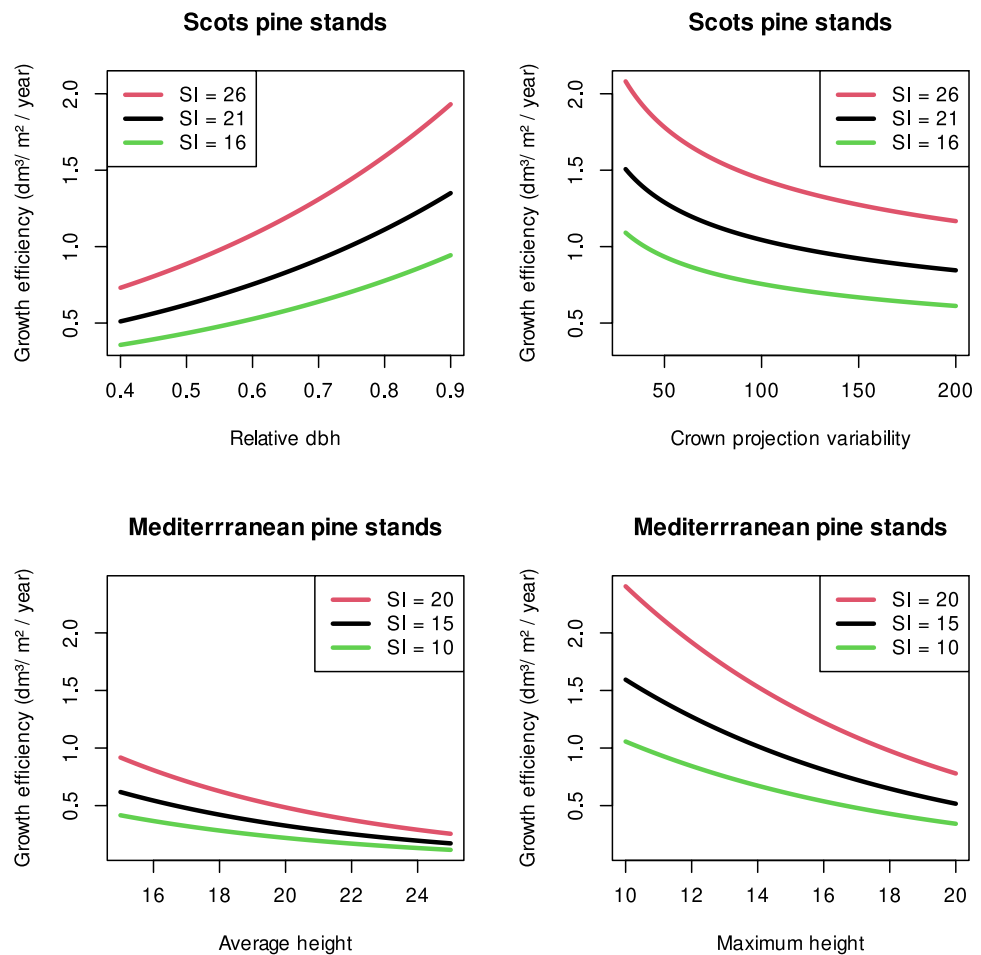 Scots pine stands
Growth efficiency (dm³/ m² / year)
2.0
1.5
1.0
0.5
SI = 26
SI = 21
SI = 16
0.4 0.5 0.6 0.7 0.8 0.9
Relative dbh
Scots pine stands
Growth efficiency (dm³/ m² / year)
2.0
1.5
1.0
0.5
SI = 26
SI = 21
SI = 16
50 100 150 200
Crown projection variability
Mediterrranean pine stands
Growth efficiency (dm³/ m² / year)
2.0
1.5
1.0
0.5
SI = 20
SI = 15
SI = 10
16 18 20 22 24
Average height
Mediterrranean pine stands
Growth efficiency (dm³/ m² / year)
2.0
1.5
1.0
0.5
SI = 20
SI = 15
SI = 10
10 12 14 16 18 20
Maximum height